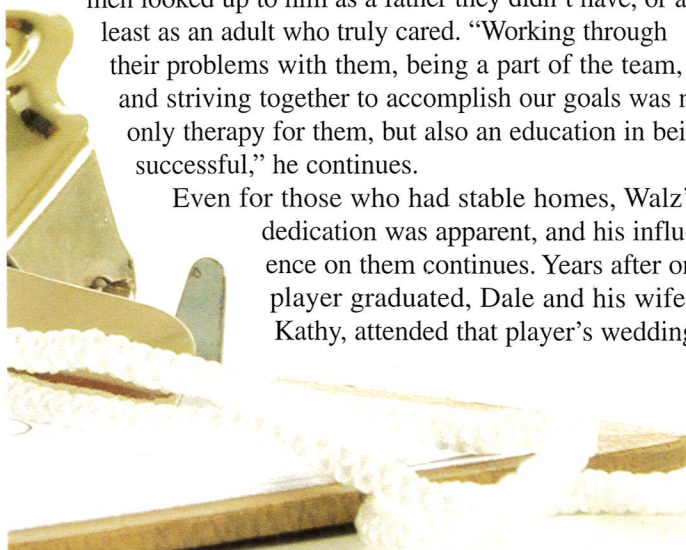 men looked up to him as a father they didn't have, or a
least as an adult who truly cared. “Working through
their problems with them, being a part of the team,
and striving together to accomplish our goals was
only therapy for them, but also an education in bei
successful,” he continues.
Even for those who had stable homes, Walz’
dedication was apparent, and his influ-
ence on them continues. Years after on
player graduated, Dale and his wife
Kathy, attended that player’s wedding